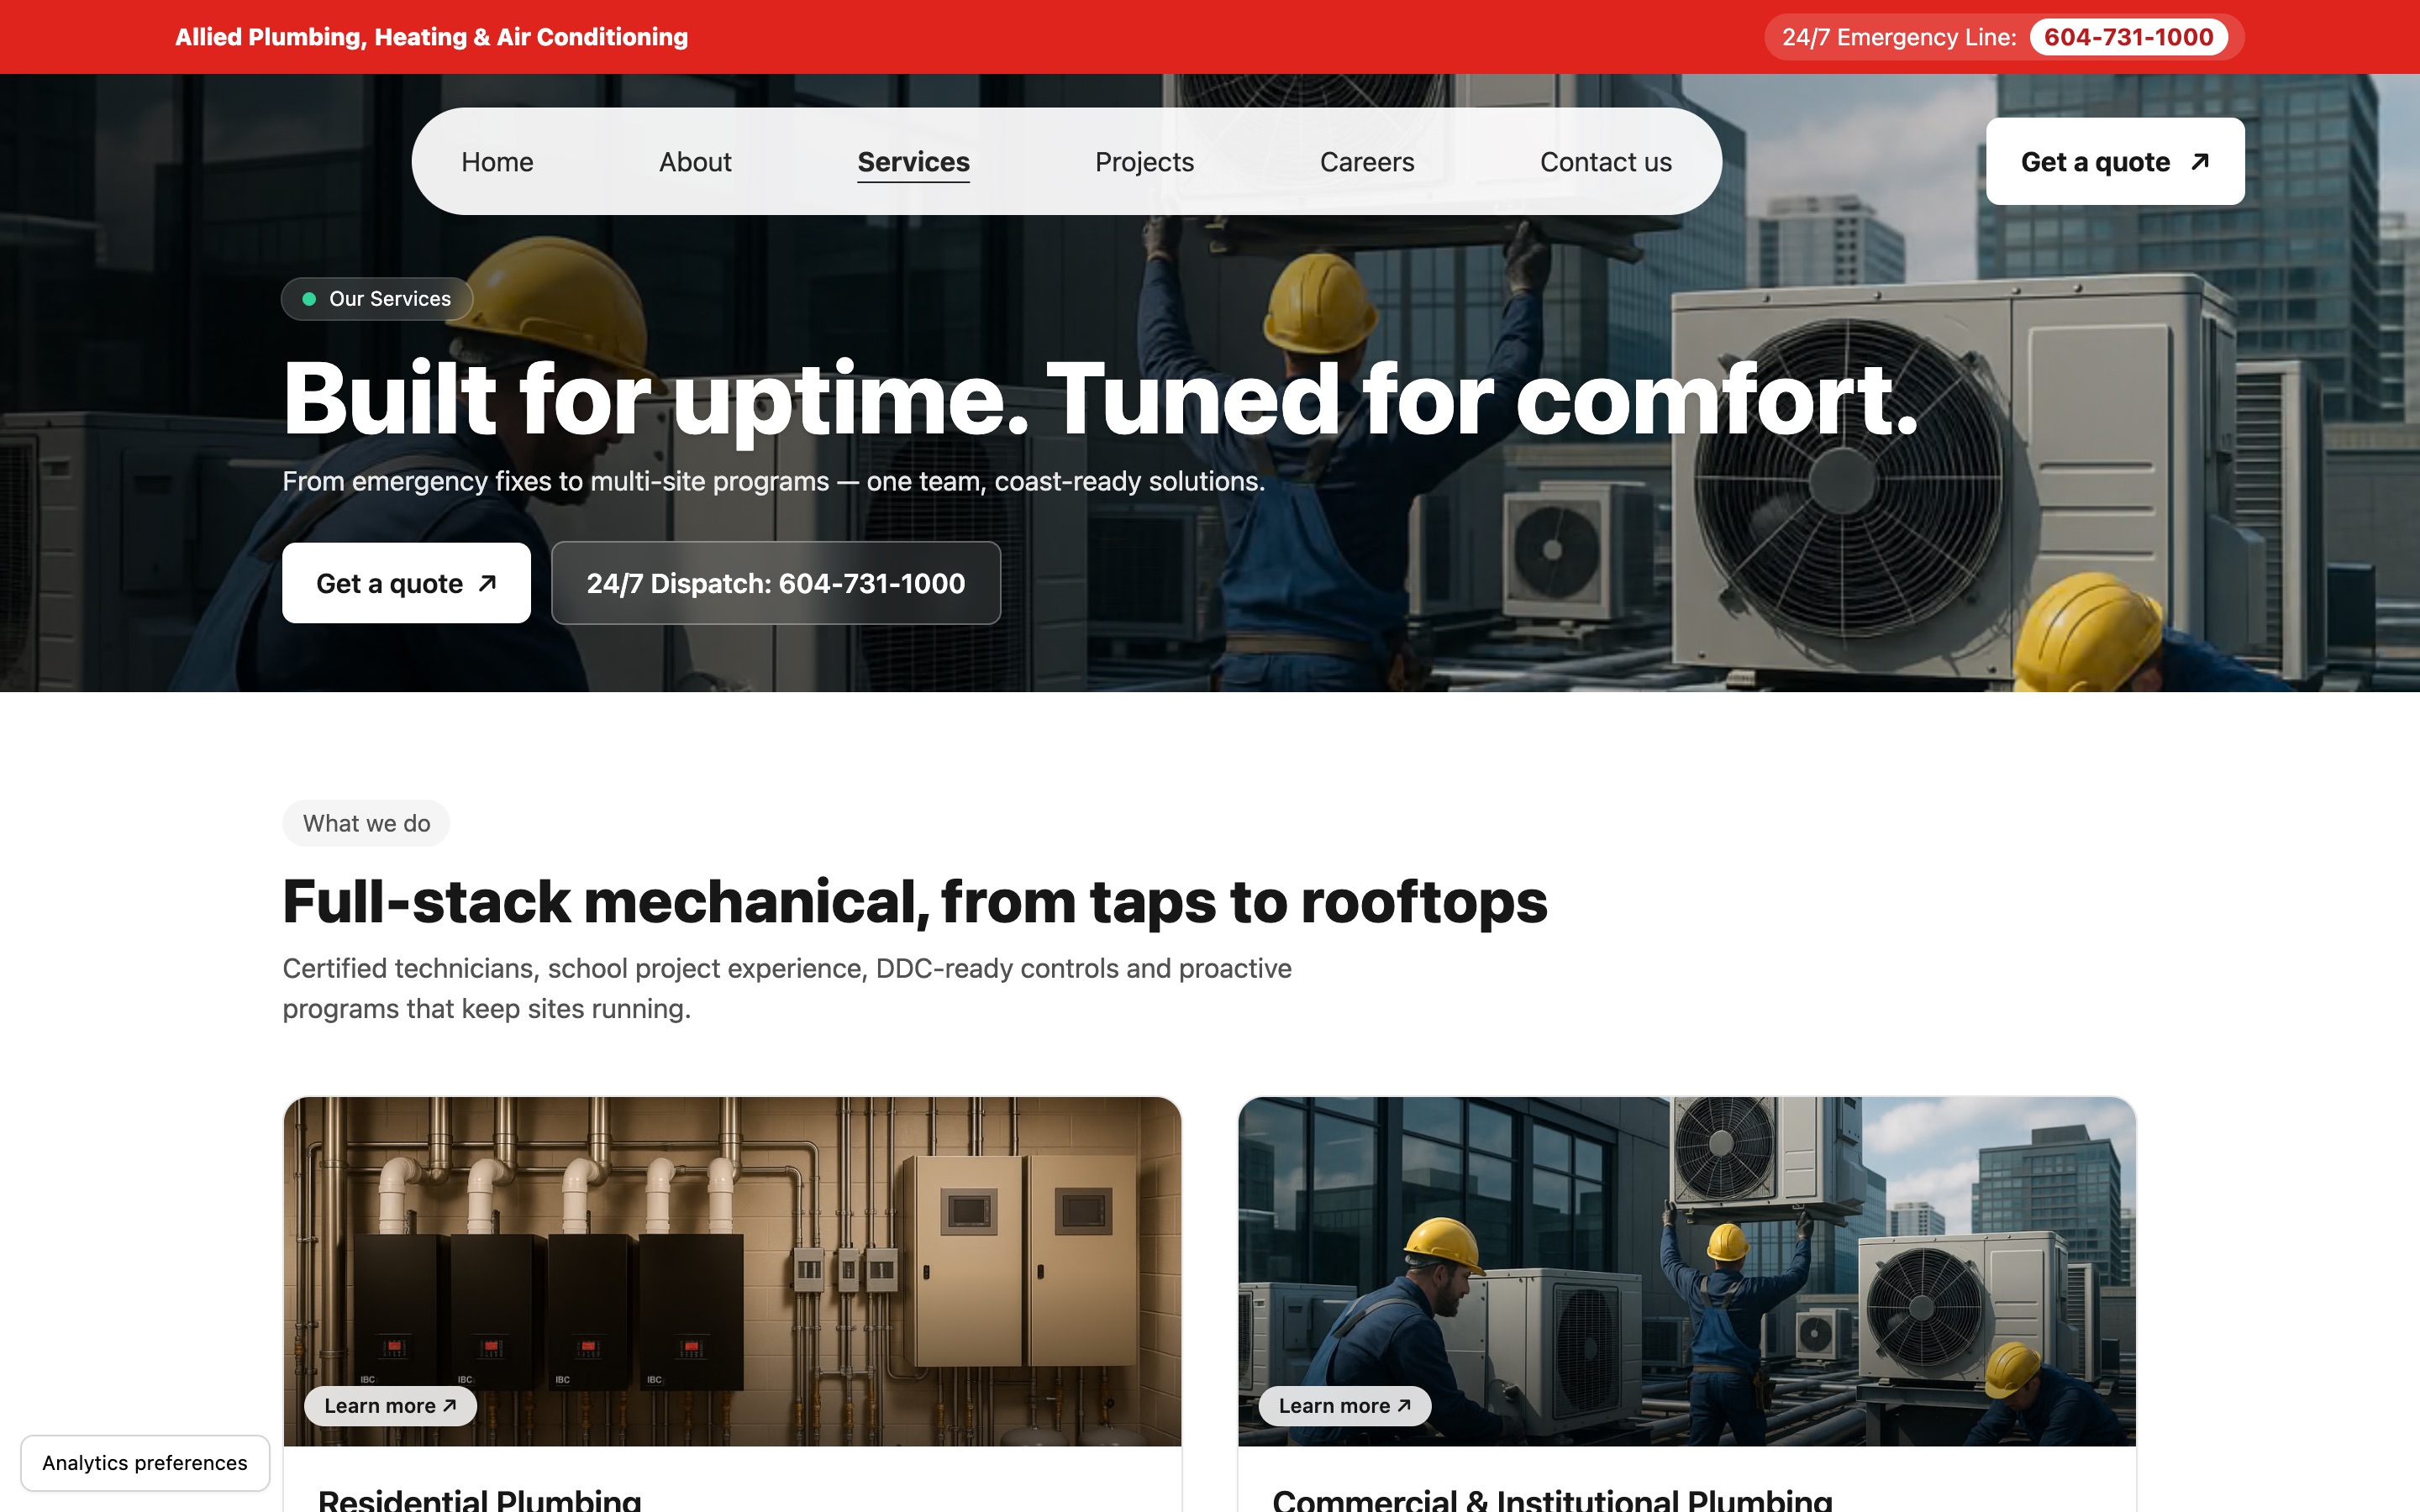 Allied Plumbing, Heating & Air Conditioning
24/7 Emergency Line: 604-731-1000
Home About Services Projects Careers Contact us
Get a quote
Our Services
Built for uptime. Tuned for comfort.
From emergency fixes to multi-site programs — one team, coast-ready solutions.
Get a quote
24/7 Dispatch: 604-731-1000
What we do
Full-stack mechanical, from taps to rooftops
Certified technicians, school project experience, DDC-ready controls and proactive
programs that keep sites running.
IBC IBC IBC IBC
Learn more
Learn more
Analytics preferences
Residential Plumbing
Commercial & Institutional Plumbing